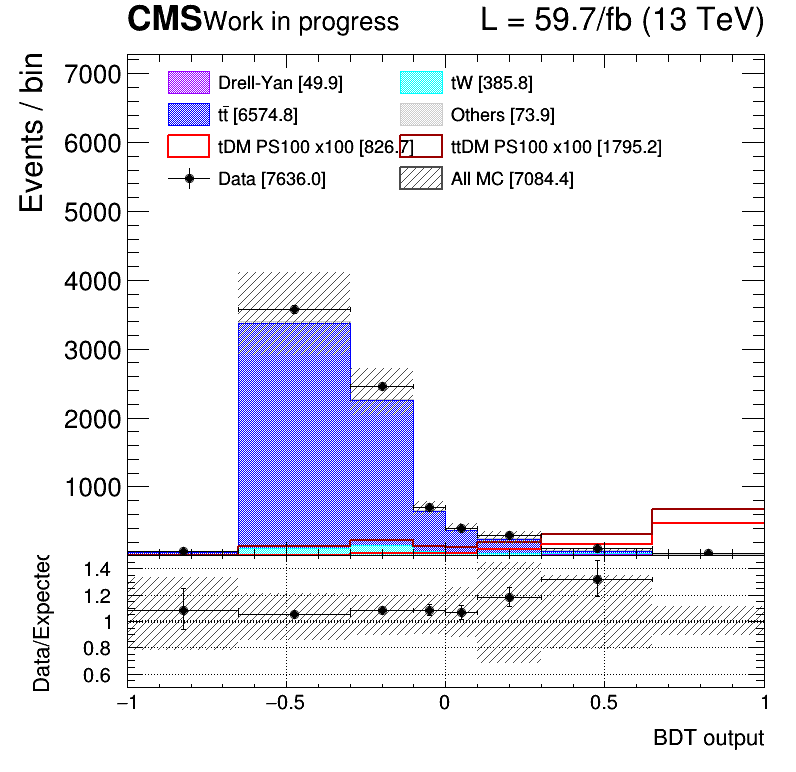 CMS Work in progress L = 59.7/fb (13 TeV)
Events / bin
7000
6000
5000
4000
3000
2000
1000
Drell-Yan [49.9] tW [385.8]
tt̄ [6574.8] Others [73.9]
tDM PS100 x100 [826.7] ttDM PS100 x100 [1795.2]
Data [7636.0] All MC [7084.4]
Data/Expected
1.4
1.2
1
0.8
0.6
−1 −0.5 0 0.5 1
BDT output